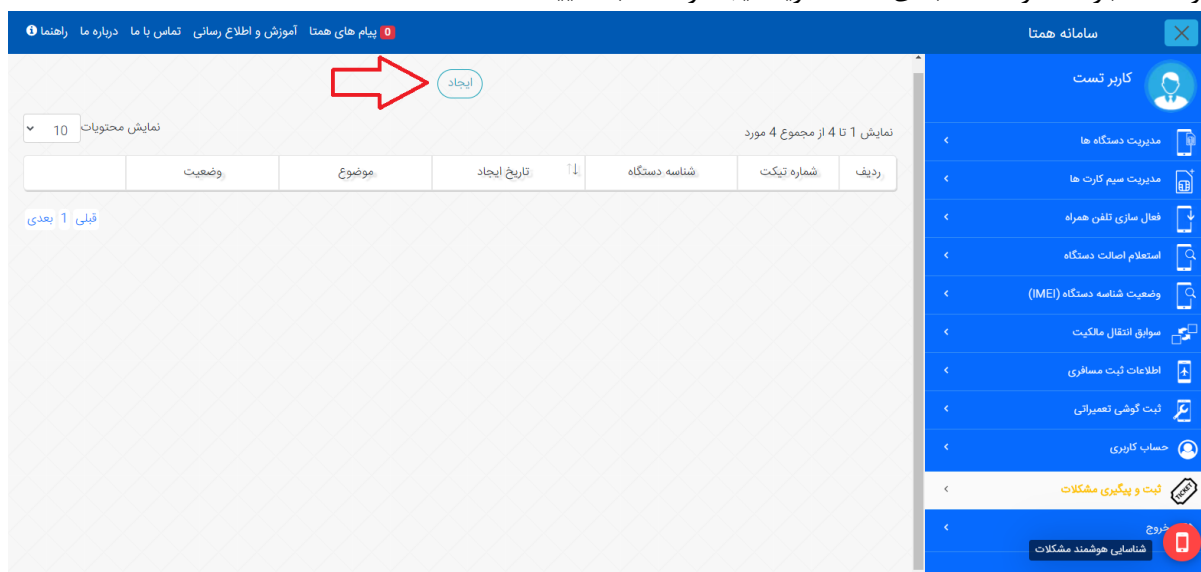 سامانه همتا
0 پیام های همتا آموزش و اطلاع رسانی تماس با ما درباره ما راهنما
کاربر تست
مدیریت دستگاه ها
مدیریت سیم کارت ها
فعال سازی تلفن همراه
استعلام اصالت دستگاه
وضعیت شناسه دستگاه (IMEI)
سوابق انتقال مالکیت
اطلاعات ثبت مسافری
ثبت گوشی تعمیراتی
حساب کاربری
TICKET
ثبت و پیگیری مشکلات
خروج
شناسایی هوشمند مشکلات
ایجاد
نمایش 1 تا 4 از مجموع 4 مورد
نمایش محتویات 10
ردیف شماره تیکت شناسه دستگاه تاریخ ایجاد موضوع وضعیت
قبلی 1 بعدی